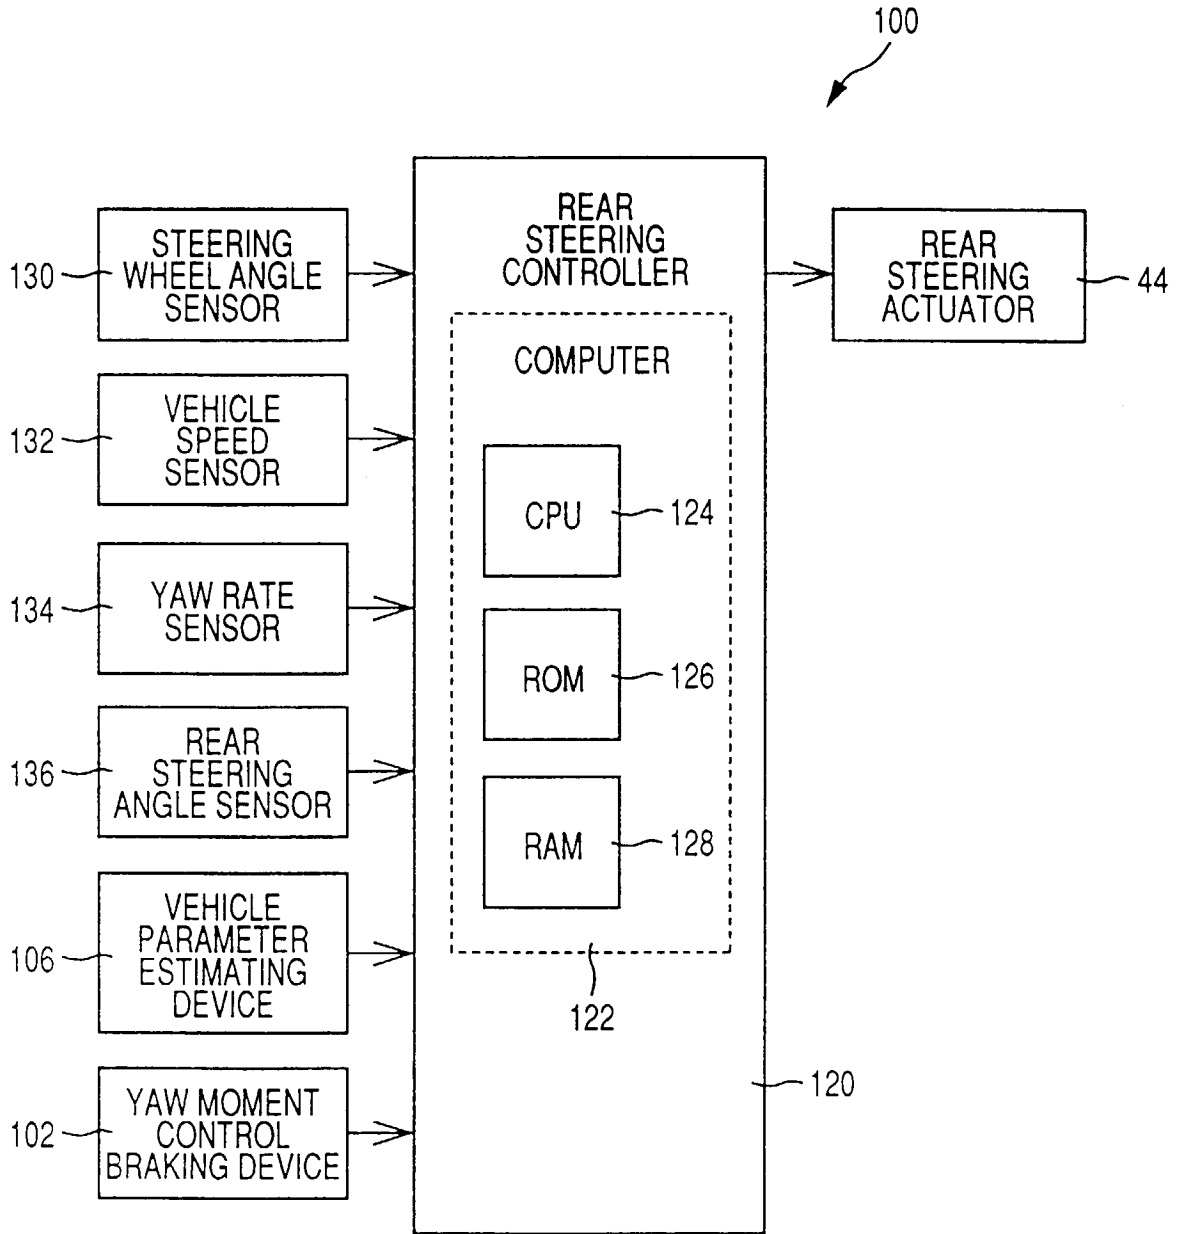 100
STEERING
WHEEL ANGLE
SENSOR
130
VEHICLE
SPEED
SENSOR
132
YAW RATE
SENSOR
134
REAR
STEERING
ANGLE SENSOR
136
VEHICLE
PARAMETER
ESTIMATING
DEVICE
106
YAW MOMENT
CONTROL
BRAKING DEVICE
102
REAR
STEERING
CONTROLLER
COMPUTER
CPU
124
ROM
126
RAM
128
122
120
REAR
STEERING
ACTUATOR
44